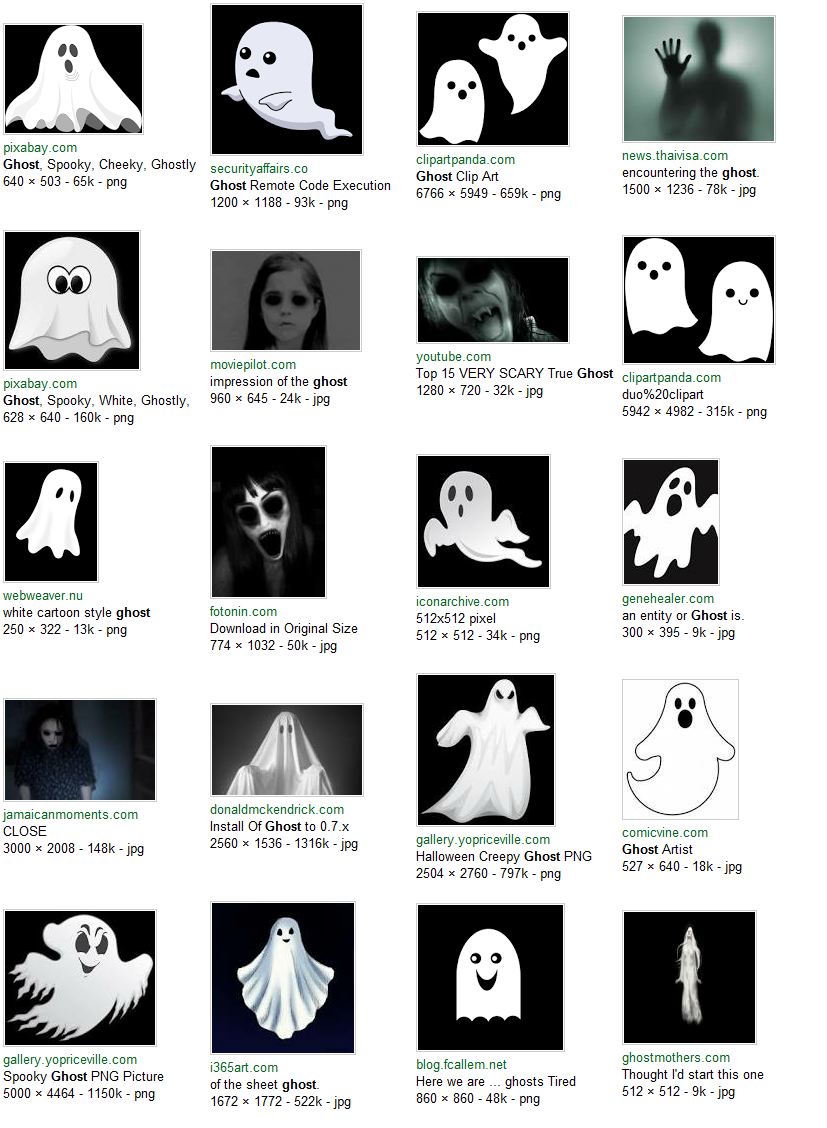 pixabay.com
Ghost, Spooky, Cheeky, Ghostly
640 × 503 - 65k - png
securityaffairs.co
Ghost Remote Code Execution
1200 × 1188 - 93k - png
clipartpanda.com
Ghost Clip Art
6766 × 5949 - 659k - png
news.thaivisa.com
encountering the ghost.
1500 × 1236 - 78k - jpg
pixabay.com
Ghost, Spooky, White, Ghostly,
628 × 640 - 160k - png
moviepilot.com
impression of the ghost
960 × 645 - 24k - jpg
youtube.com
Top 15 VERY SCARY True Ghost
1280 × 720 - 32k - jpg
clipartpanda.com
duo%20clipart
5942 × 4982 - 315k - png
webweaver.nu
white cartoon style ghost
250 × 322 - 13k - png
fotonin.com
Download in Original Size
774 × 1032 - 50k - jpg
iconarchive.com
512x512 pixel
512 × 512 - 34k - png
genehealer.com
an entity or Ghost is.
300 × 395 - 9k - jpg
jamaicanmoments.com
CLOSE
3000 × 2008 - 148k - jpg
donaldmckendrick.com
Install Of Ghost to 0.7.x
2560 × 1536 - 1316k - jpg
gallery.yopriceville.com
Halloween Creepy Ghost PNG
2504 × 2760 - 797k - png
comicvine.com
Ghost Artist
527 × 640 - 18k - jpg
gallery.yopriceville.com
Spooky Ghost PNG Picture
5000 × 4464 - 1150k - png
i365art.com
of the sheet ghost.
1672 × 1772 - 522k - jpg
blog.fcallem.net
Here we are ... ghosts Tired
860 × 860 - 48k - png
ghostmothers.com
Thought I'd start this one
512 × 512 - 9k - jpg